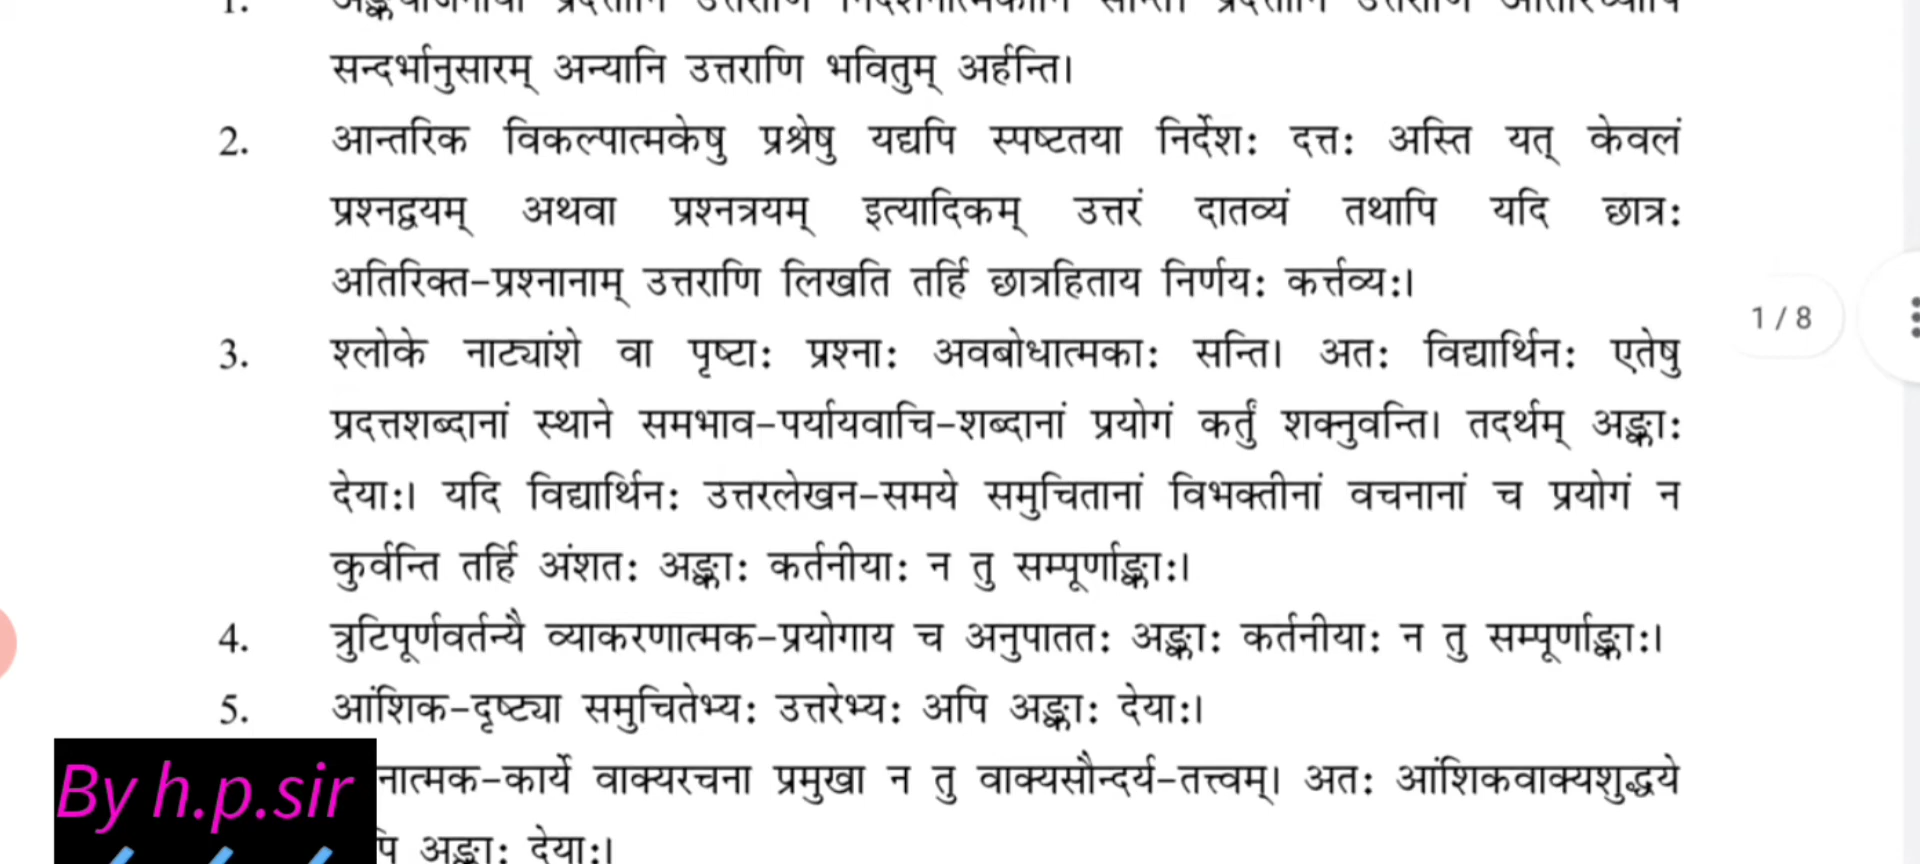 सन्दर्भानुसारम् अन्यानि उत्तराणि भवितुम् अर्हन्ति।
2. आन्तरिक विकल्पात्मकेषु प्रश्नेषु यद्यपि स्पष्टतया निर्देशः दत्तः अस्ति यत् केवलं
प्रश्नद्वयम् अथवा प्रश्नत्रयम् इत्यादिकम् उत्तरं दातव्यं तथापि यदि छात्रः
अतिरिक्त-प्रश्नानाम् उत्तराणि लिखति तर्हि छात्रहिताय निर्णयः कर्त्तव्यः।
1 / 8
3. श्लोके नाट्यांशे वा पृष्टाः प्रश्नाः अवबोधात्मकाः सन्ति। अतः विद्यार्थिनः एतेषु
प्रदत्तशब्दानां स्थाने समभाव-पर्यायवाचि-शब्दानां प्रयोगं कर्तुं शक्नुवन्ति। तदर्थम् अङ्काः
देयाः। यदि विद्यार्थिनः उत्तरलेखन-समये समुचितानां विभक्तीनां वचनानां च प्रयोगं न
कुर्वन्ति तर्हि अंशतः अङ्काः कर्तनीयाः न तु सम्पूर्णाङ्काः।
4. त्रुटिपूर्णवर्तन्यै व्याकरणात्मक-प्रयोगाय च अनुपाततः अङ्काः कर्तनीयाः न तु सम्पूर्णाङ्काः।
5. आंशिक-दृष्ट्या समुचितेभ्यः उत्तरेभ्यः अपि अङ्काः देयाः।
नात्मक-कार्ये वाक्यरचना प्रमुखा न तु वाक्यसौन्दर्य-तत्त्वम्। अतः आंशिकवाक्यशुद्धये
By h.p.sir
पि अङ्काः देयाः।